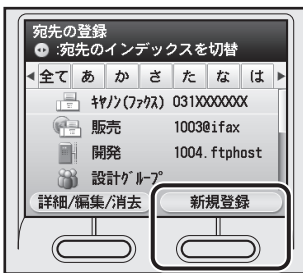 宛先の登録
:宛先のインデックスを切替
全て あ か さ た な は
ｷﾔﾉﾝ(ﾌｧｸｽ) 031XXXXXXX
販売 1003@ifax
開発 1004.ftphost
設計ｸﾞﾙｰﾌﾟ
詳細/編集/消去 新規登録